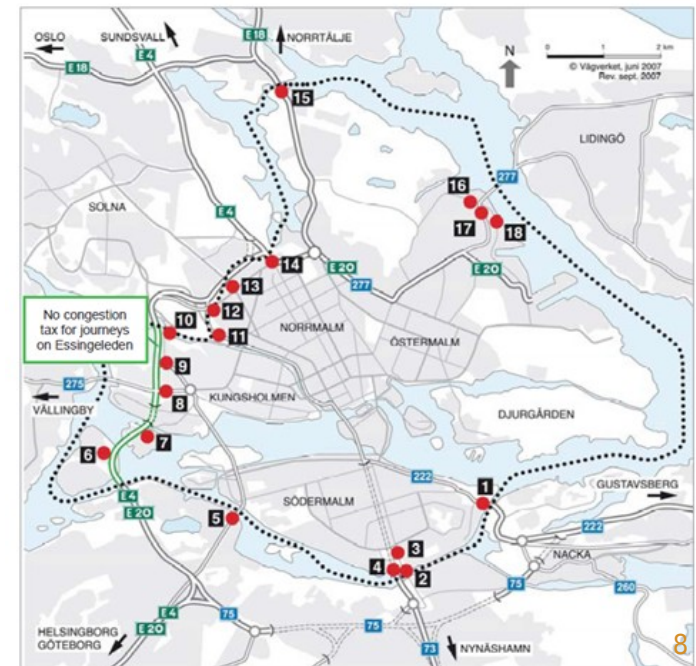 OSLO
SUNDSVALL
E4
E18
NORRTÄLJE
E18
N
0 1 2 km
© Vägverket, juni 2007
Rev. sept. 2007
15
LIDINGÖ
277
16
17
18
SOLNA
E4
14
E20
277
E20
13
No congestion
tax for journeys
on Essingeleden
12
10
11
NORRMALM
ÖSTERMALM
9
275
8
KUNGSHOLMEN
VÄLLINGBY
DJURGÅRDEN
7
6
222
1
GUSTAVSBERG
E4
E20
SÖDERMALM
5
222
3
4
2
NACKA
75
260
E4
E20
75
75
HELSINGBORG
GÖTEBORG
73
NYNÄSHAMN
8